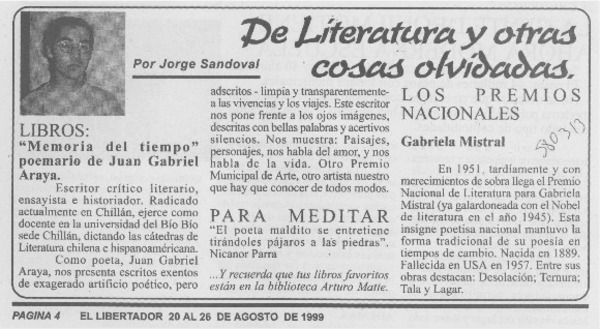 De Literatura y otras
cosas olvidadas.
Por Jorge Sandoval
LIBROS:
“Memoria del tiempo”
poemario de Juan Gabriel
Araya.
Escritor crítico literario,
ensayista e historiador. Radicado
actualmente en Chillán, ejerce como
docente en la universidad del Bío Bío
sede Chillán, dictando las cátedras de
Literatura chilena e hispanoaméricana.
Como poeta, Juan Gabriel
Araya, nos presenta escritos exentos
de exagerado artificio poético, pero
adscritos - limpia y transparentemente-
a las vivencias y los viajes. Este escritor
nos pone frente a los ojos imágenes,
descritas con bellas palabras y acertivos
silencios. Nos muestra: Paisajes,
personajes, nos habla del amor, y nos
habla de la vida. Otro Premio
Municipal de Arte, otro artista nuestro
que hay que conocer de todos modos.
PARA MEDITAR
“El poeta maldito se entretiene
tirándoles pájaros a las piedras”.
Nicanor Parra
...Y recuerda que tus libros favoritos
están en la biblioteca Arturo Matte.
LOS PREMIOS
NACIONALES
580313
Gabriela Mistral
En 1951, tardíamente y con
merecimientos de sobra llega el Premio
Nacional de Literatura para Gabriela
Mistral (ya galardoneada con el Nobel
de literatura en el año 1945). Esta
insigne poetisa nacional mantuvo la
forma tradicional de su poesía en
tiempos de cambio. Nacida en 1889.
Fallecida en USA en 1957. Entre sus
obras destacan: Desolación; Ternura;
Tala y Lagar.
PAGINA 4 EL LIBERTADOR 20 AL 26 DE AGOSTO DE 1999